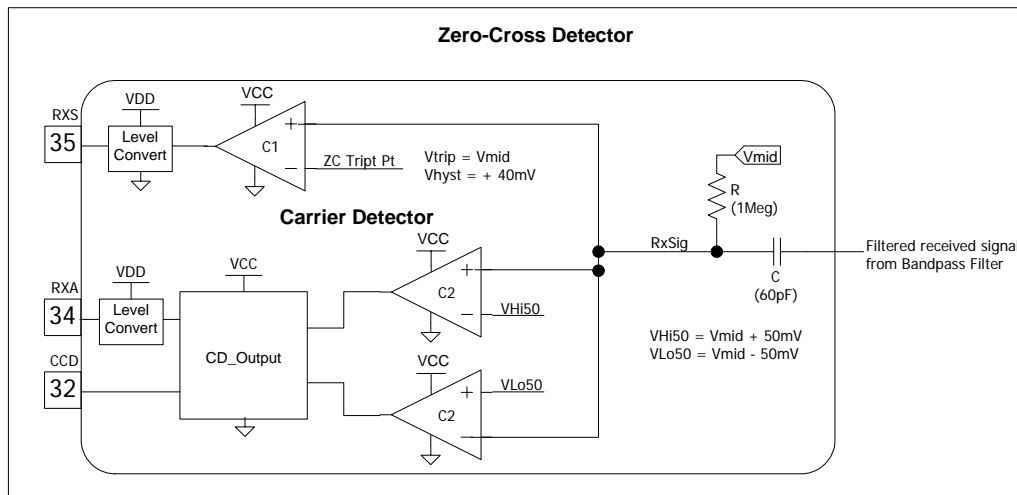 Zero-Cross Detector
RXS
35
VDD
Level
Convert
VCC
C1
+
−
ZC Tript Pt
Vtrip = Vmid
Vhyst = + 40mV
Vmid
R
(1Meg)
Carrier Detector
RxSig
C
(60pF)
Filtered received signal
from Bandpass Filter
RXA
34
VDD
Level
Convert
VCC
CD_Output
VCC
C2
+
−
VHi50
VHi50 = Vmid + 50mV
VLo50 = Vmid - 50mV
CCD
32
VCC
C2
+
−
VLo50